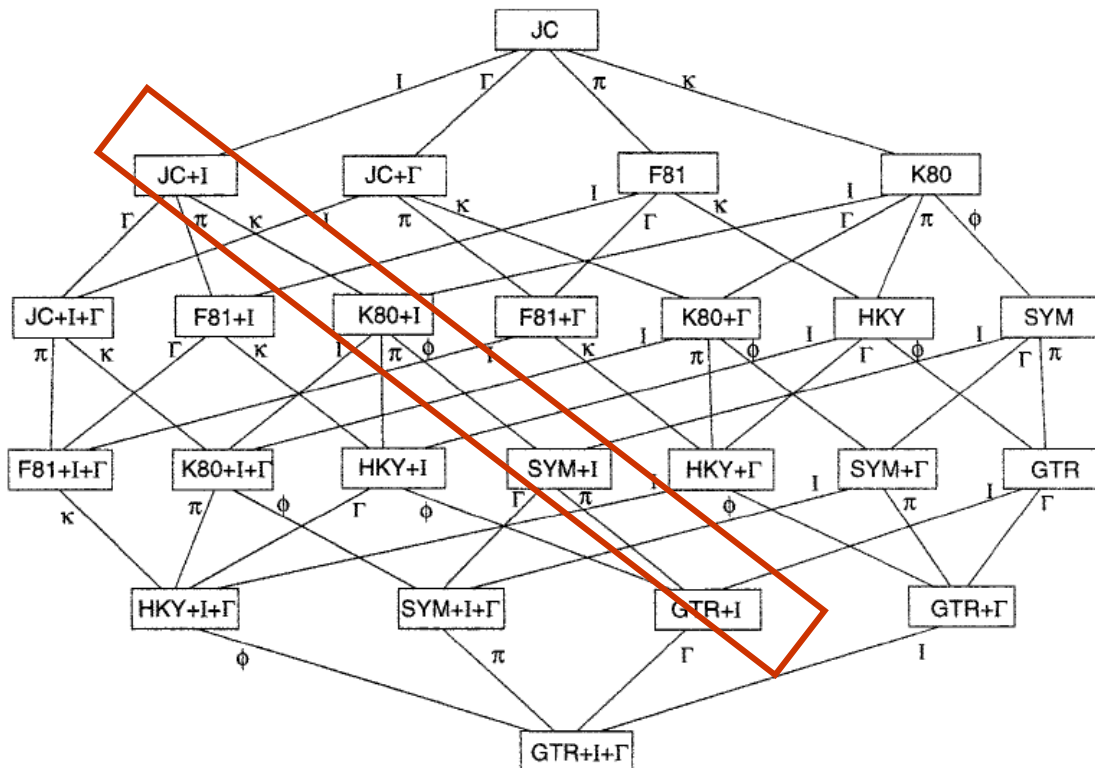 JC
Ι Γ π κ
JC+Ι JC+Γ F81 K80
Γ π κ Ι π κ Ι Γ κ Ι Γ π φ
JC+Ι+Γ F81+Ι K80+Ι F81+Γ K80+Γ HKY SYM
π κ Γ κ Ι π φ Ι κ Ι π φ Ι Γ φ Ι Γ π
F81+Ι+Γ K80+Ι+Γ HKY+Ι SYM+Ι HKY+Γ SYM+Γ GTR
κ π φ Γ φ Γ π Ι φ Ι π Ι Γ
HKY+Ι+Γ SYM+Ι+Γ GTR+Ι GTR+Γ
φ π Γ Ι
GTR+Ι+Γ